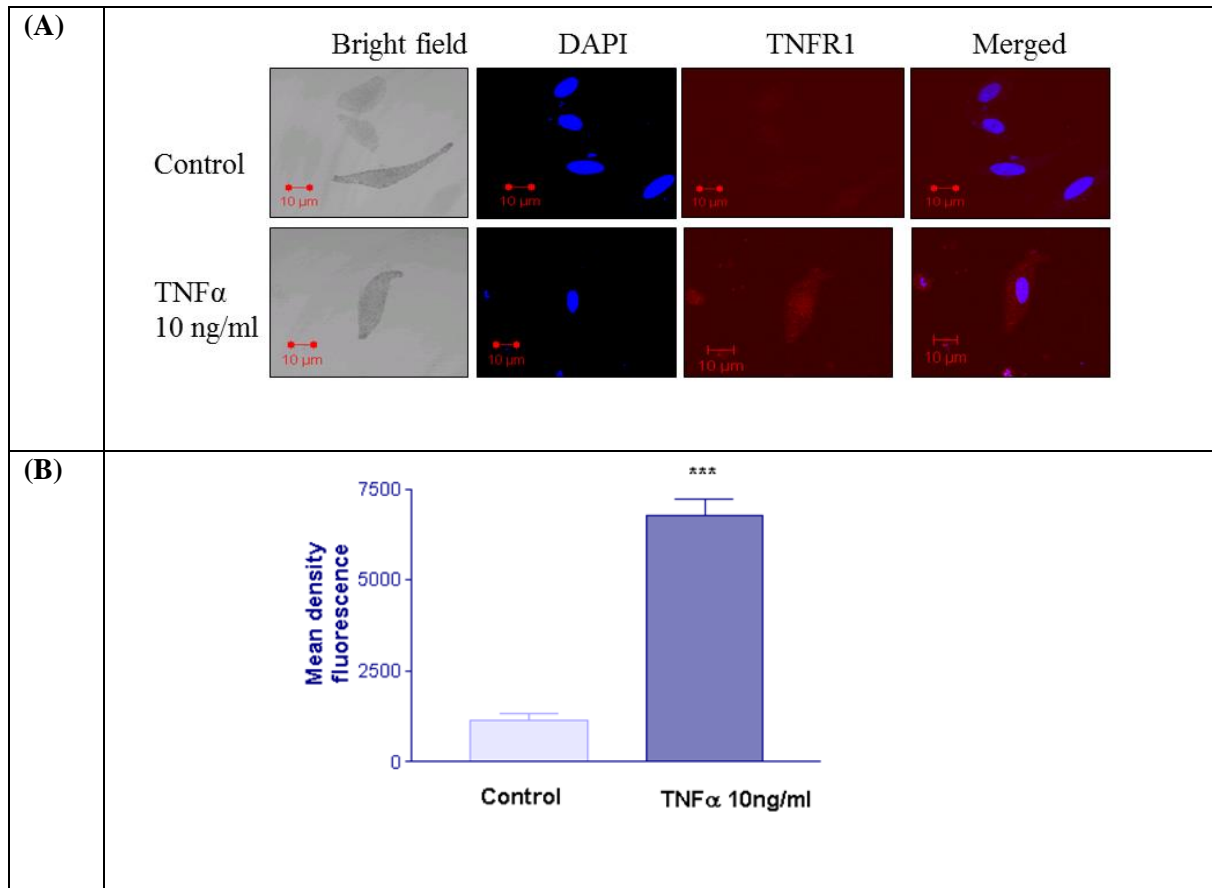 (A)
Bright field DAPI TNFR1 Merged
Control
10 µm 10 µm 10 µm 10 µm
TNFα
10 ng/ml
10 µm 10 µm 10 µm 10 µm
(B)
***
7500
5000
2500
0
Mean density
fluorescence
Control TNFα 10ng/ml